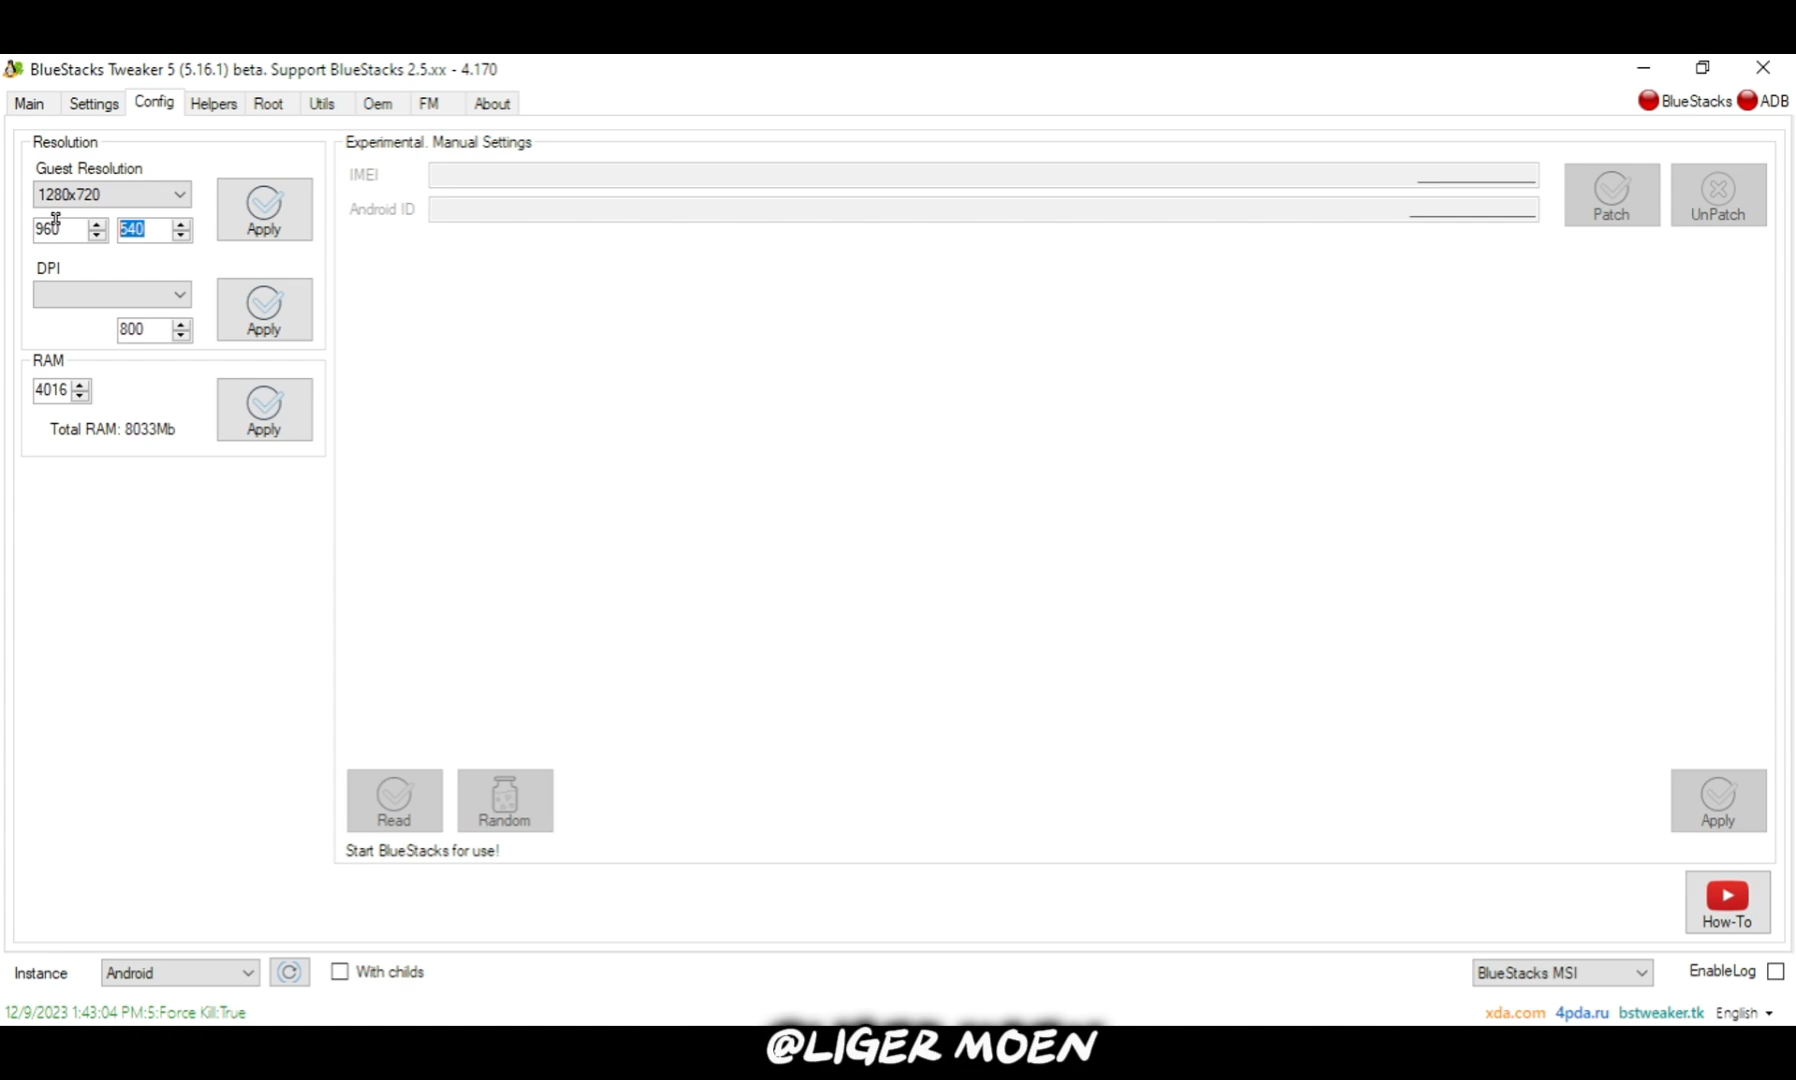 BlueStacks Tweaker 5 (5.16.1) beta. Support BlueStacks 2.5.xx - 4.170
Main Settings Config Helpers Root Utils Oem FM About
BlueStacks ADB
Resolution
Guest Resolution
1280x720
960 540
Apply
DPI
800
Apply
RAM
4016
Total RAM: 8033Mb
Apply
Experimental. Manual Settings
IMEI
Android ID
Patch UnPatch
Read Random
Apply
Start BlueStacks for use!
How-To
Instance Android With childs BlueStacks MSI EnableLog
12/9/2023 1:43:04 PM:5:Force Kill:True xda.com 4pda.ru bstweaker.tk English
@LIGER MOEN